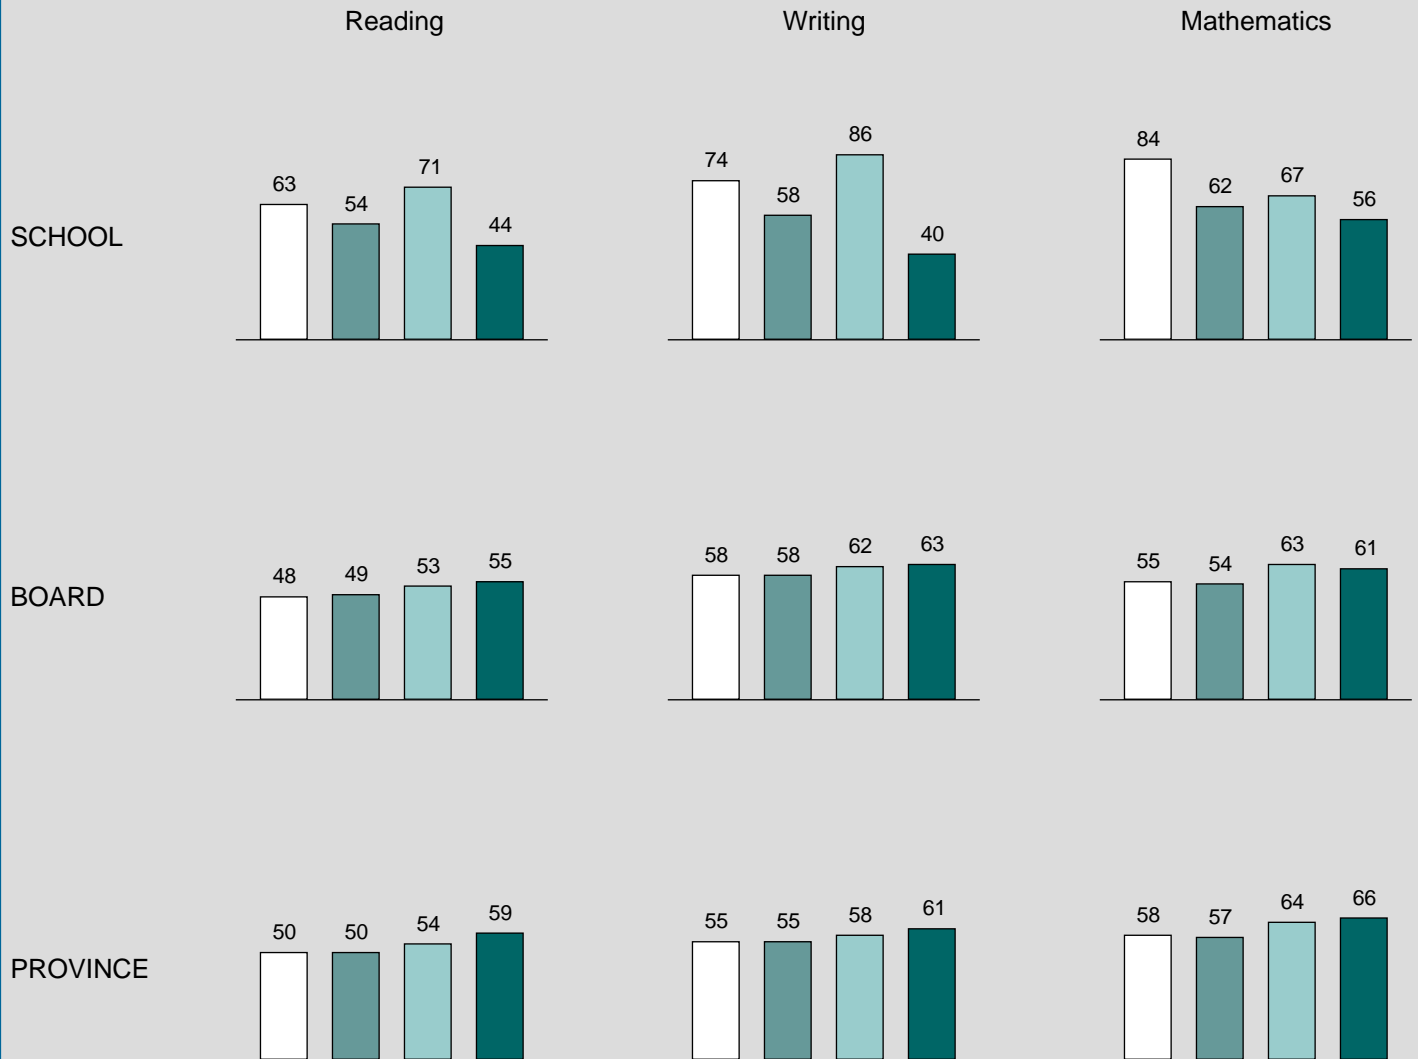 Reading Writing Mathematics
SCHOOL
63 54 71 44
74 58 86 40
84 62 67 56
BOARD
48 49 53 55
58 58 62 63
55 54 63 61
PROVINCE
50 50 54 59
55 55 58 61
58 57 64 66